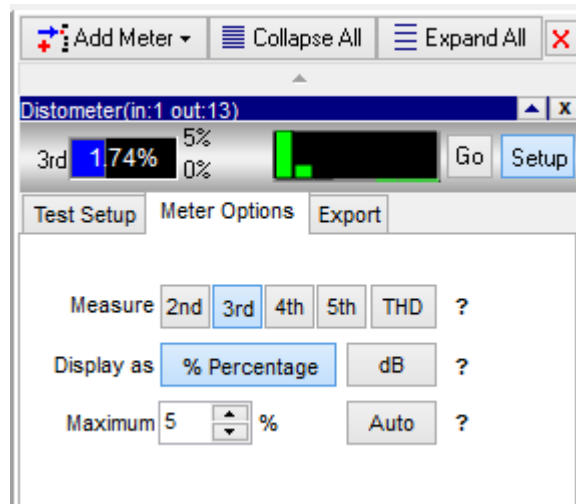 Add Meter Collapse All Expand All X
Distometer(in:1 out:13) X
3rd 1.74% 5% 0% Go Setup
Test Setup Meter Options Export
Measure 2nd 3rd 4th 5th THD ?
Display as % Percentage dB ?
Maximum 5 % Auto ?